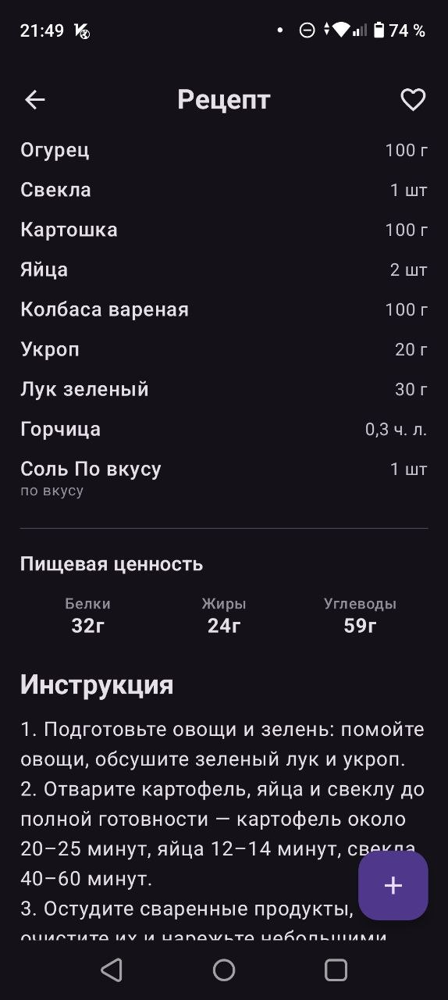 21:49
74 %
Рецепт
Огурец 100 г
Свекла 1 шт
Картошка 100 г
Яйца 2 шт
Колбаса вареная 100 г
Укроп 20 г
Лук зеленый 30 г
Горчица 0,3 ч. л.
Соль По вкусу 1 шт
по вкусу
Пищевая ценность
Белки Жиры Углеводы
32г 24г 59г
Инструкция
1. Подготовьте овощи и зелень: помойте
овощи, обсушите зеленый лук и укроп.
2. Отварите картофель, яйца и свеклу до
полной готовности — картофель около
20–25 минут, яйца 12–14 минут, свекла
40–60 минут.
3. Остудите сваренные продукты,
очистите их и нарежьте небольшими